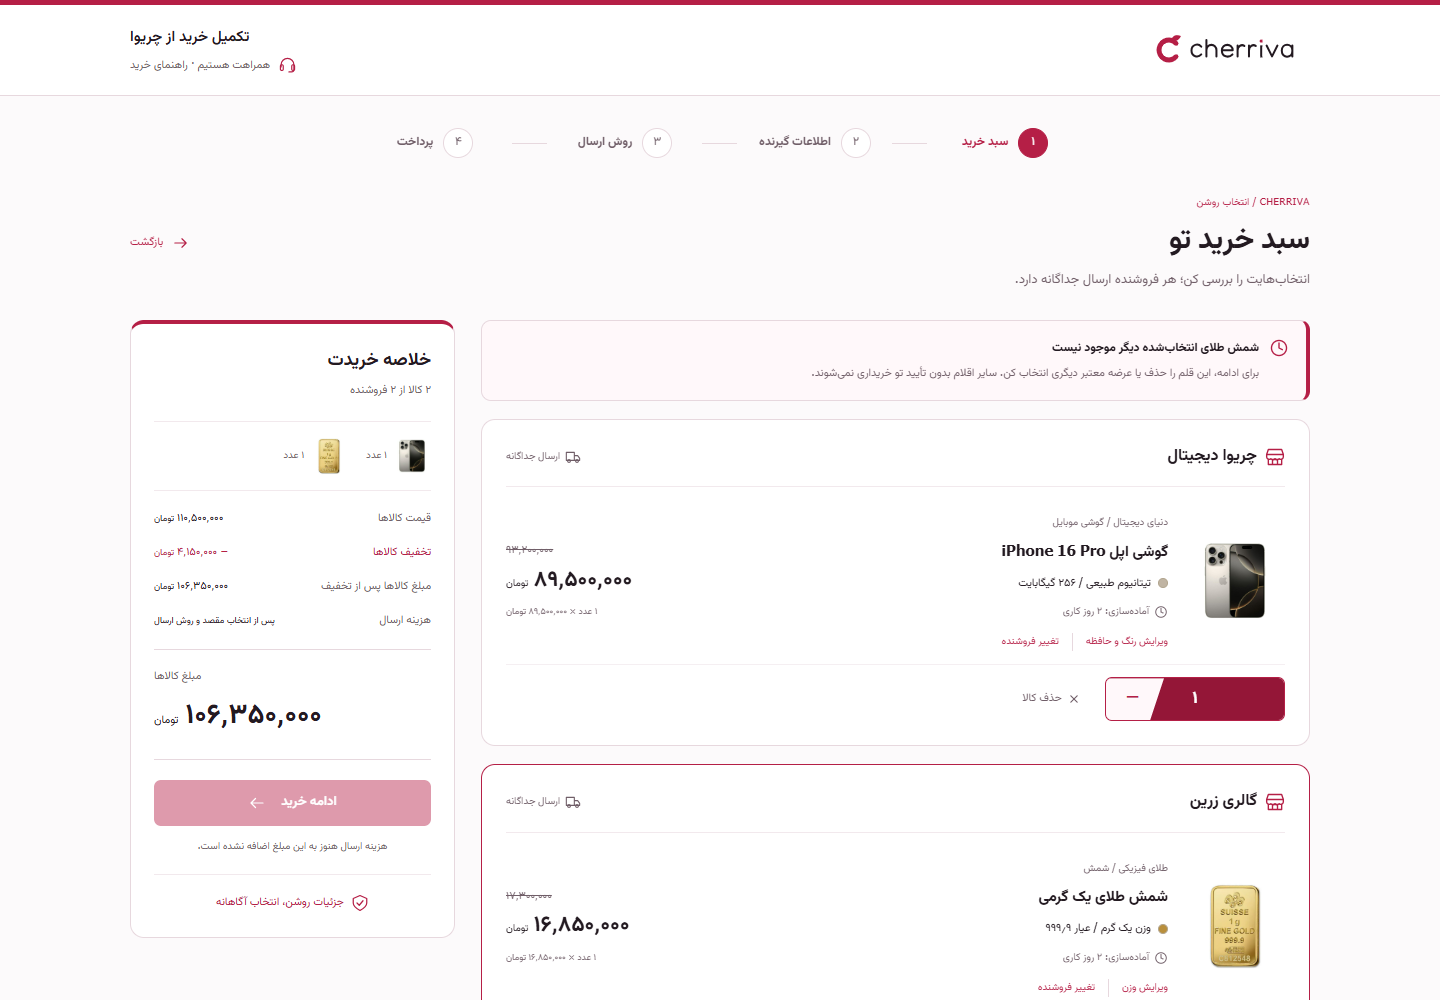 cherriva
تکمیل خرید از چریوا
همراهت هستیم · راهنمای خرید
۱ سبد خرید
۲ اطلاعات گیرنده
۳ روش ارسال
۴ پرداخت
CHERRIVA / انتخاب روشن
سبد خرید تو
بازگشت
انتخاب‌هایت را بررسی کن؛ هر فروشنده ارسال جداگانه دارد.
شمش طلای انتخاب‌شده دیگر موجود نیست
برای ادامه، این قلم را حذف یا عرضه معتبر دیگری انتخاب کن. سایر اقلام بدون تأیید تو خریداری نمی‌شوند.
چریوا دیجیتال
ارسال جداگانه
دنیای دیجیتال / گوشی موبایل
گوشی اپل iPhone 16 Pro
تیتانیوم طبیعی / ۲۵۶ گیگابایت
آماده‌سازی: ۲ روز کاری
ویرایش رنگ و حافظه
تغییر فروشنده
۹۳,۲۰۰,۰۰۰
۸۹,۵۰۰,۰۰۰ تومان
۱ عدد × ۸۹,۵۰۰,۰۰۰ تومان
۱ −
حذف کالا
گالری زرین
ارسال جداگانه
طلای فیزیکی / شمش
شمش طلای یک گرمی
وزن یک گرم / عیار ۹۹۹٫۹
آماده‌سازی: ۲ روز کاری
ویرایش وزن
تغییر فروشنده
۱۷,۳۰۰,۰۰۰
۱۶,۸۵۰,۰۰۰ تومان
۱ عدد × ۱۶,۸۵۰,۰۰۰ تومان
SUISSE
1 g
FINE GOLD
999.9
خلاصه خریدت
۲ کالا از ۲ فروشنده
۱ عدد
۱ عدد
قیمت کالاها
۱۱۰,۵۰۰,۰۰۰ تومان
تخفیف کالاها
− ۴,۱۵۰,۰۰۰ تومان
مبلغ کالاها پس از تخفیف
۱۰۶,۳۵۰,۰۰۰ تومان
هزینه ارسال
پس از انتخاب مقصد و روش ارسال
مبلغ کالاها
۱۰۶,۳۵۰,۰۰۰ تومان
ادامه خرید
هزینه ارسال هنوز به این مبلغ اضافه نشده است.
جزئیات روشن، انتخاب آگاهانه